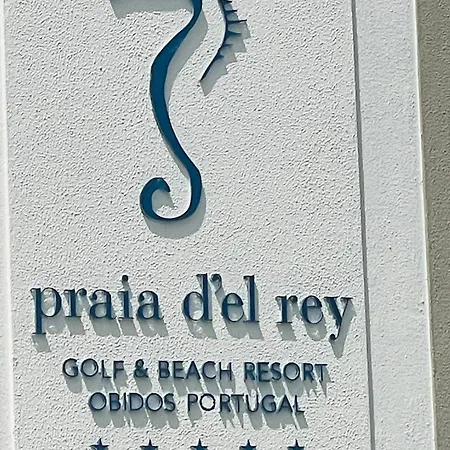 praia d'el rey
GOLF & BEACH RESORT
OBIDOS PORTUGAL